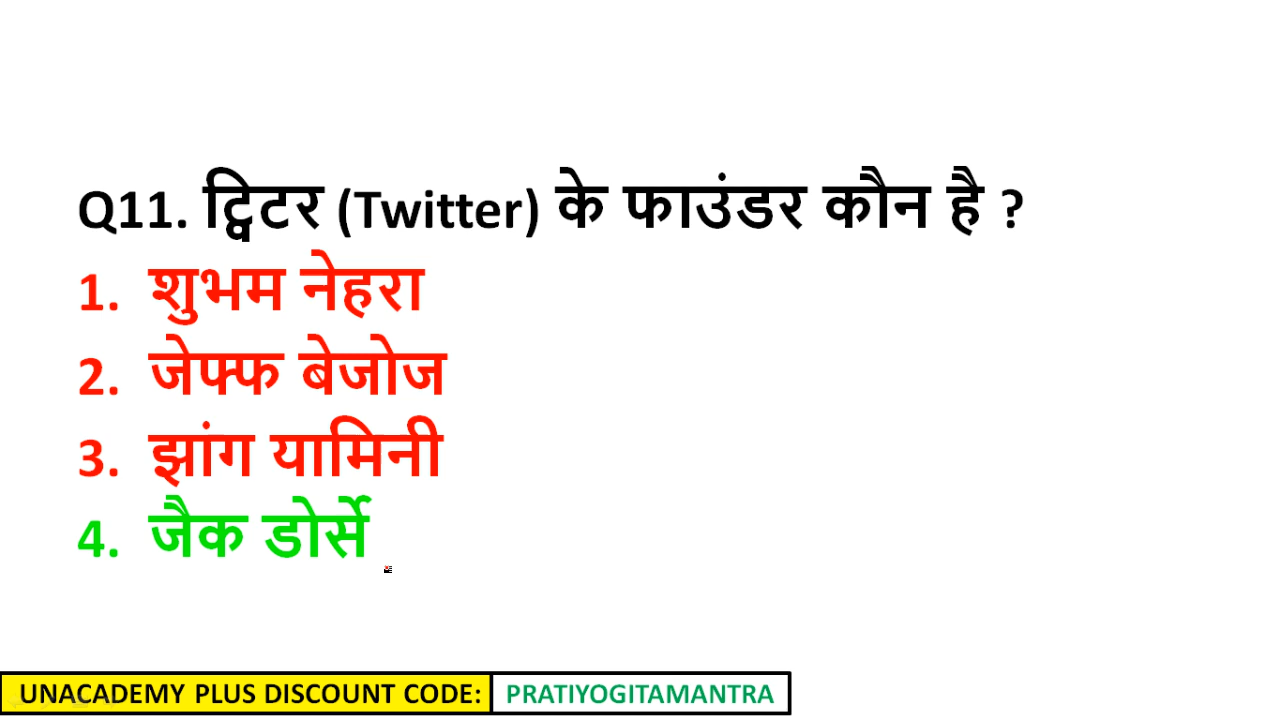 Q11. ट्विटर (Twitter) के फाउंडर कौन है ?
1. शुभम नेहरा
2. जेफ्फ बेजोज
3. झांग यामिनी
4. जैक डोर्से
UNACADEMY PLUS DISCOUNT CODE: PRATIYOGITAMANTRA